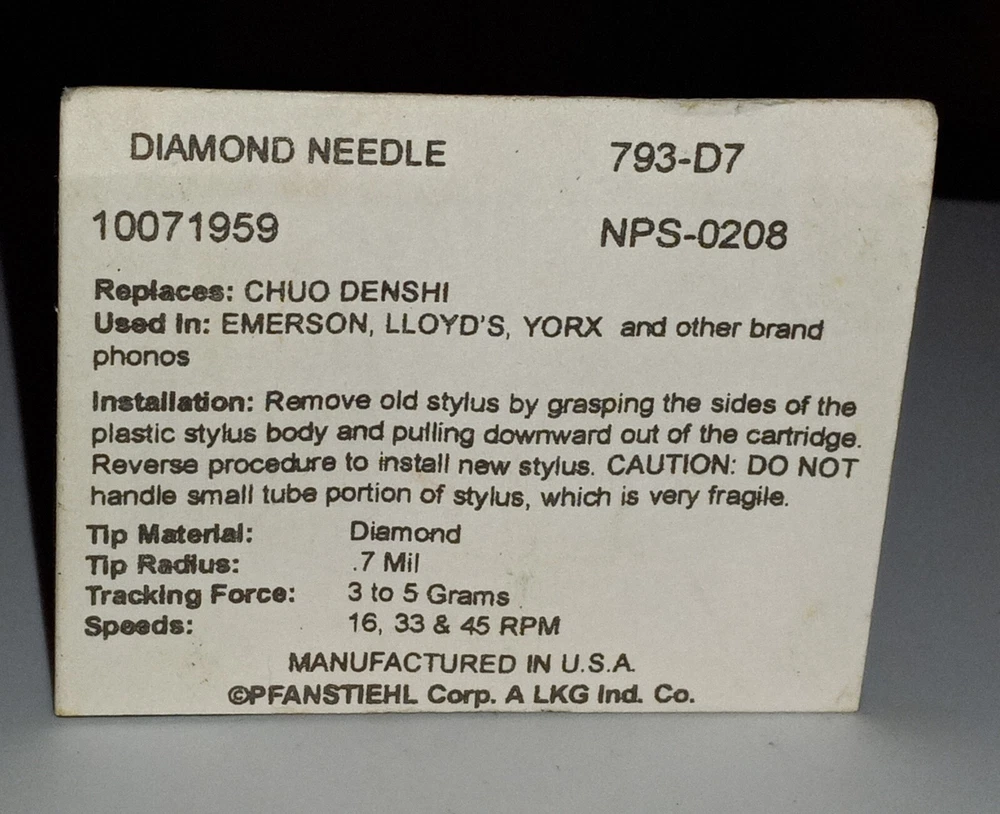 DIAMOND NEEDLE 793-D7
10071959 NPS-0208
Replaces: CHUO DENSHI
Used In: EMERSON, LLOYD'S, YORX and other brand
phonos
Installation: Remove old stylus by grasping the sides of the
plastic stylus body and pulling downward out of the cartridge.
Reverse procedure to install new stylus. CAUTION: DO NOT
handle small tube portion of stylus, which is very fragile.
Tip Material: Diamond
Tip Radius: .7 Mil
Tracking Force: 3 to 5 Grams
Speeds: 16, 33 & 45 RPM
MANUFACTURED IN U.S.A.
©PFANSTIEHL Corp. A LKG Ind. Co.